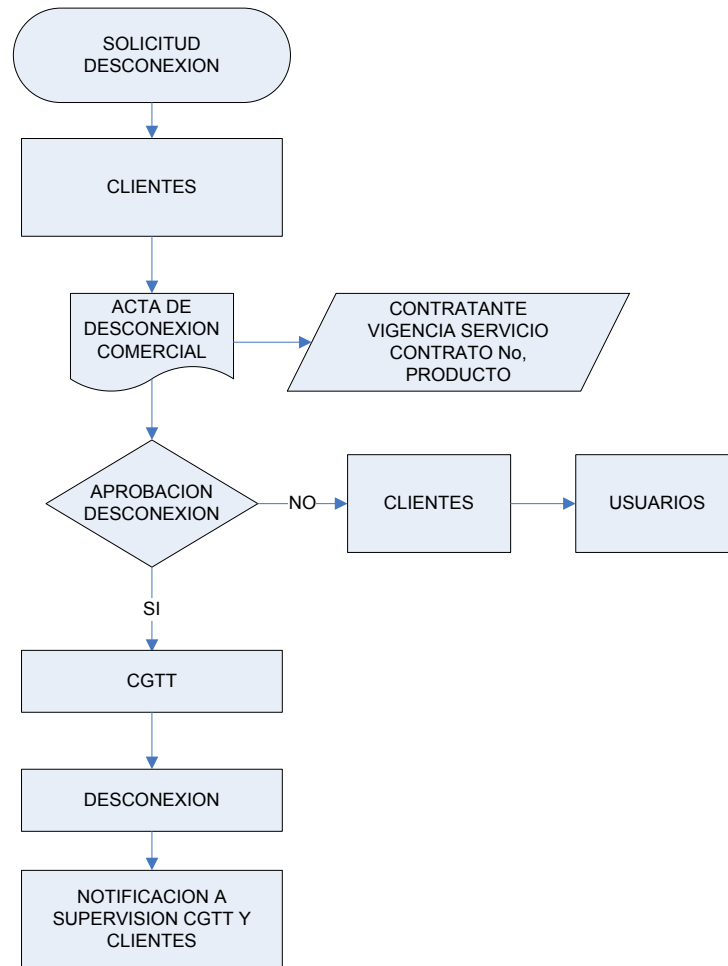 SOLICITUD
DESCONEXION
CLIENTES
ACTA DE
DESCONEXION
COMERCIAL
CONTRATANTE
VIGENCIA SERVICIO
CONTRATO No,
PRODUCTO
APROBACION
DESCONEXION
NO
CLIENTES
USUARIOS
SI
CGTT
DESCONEXION
NOTIFICACION A
SUPERVISION CGTT Y
CLIENTES